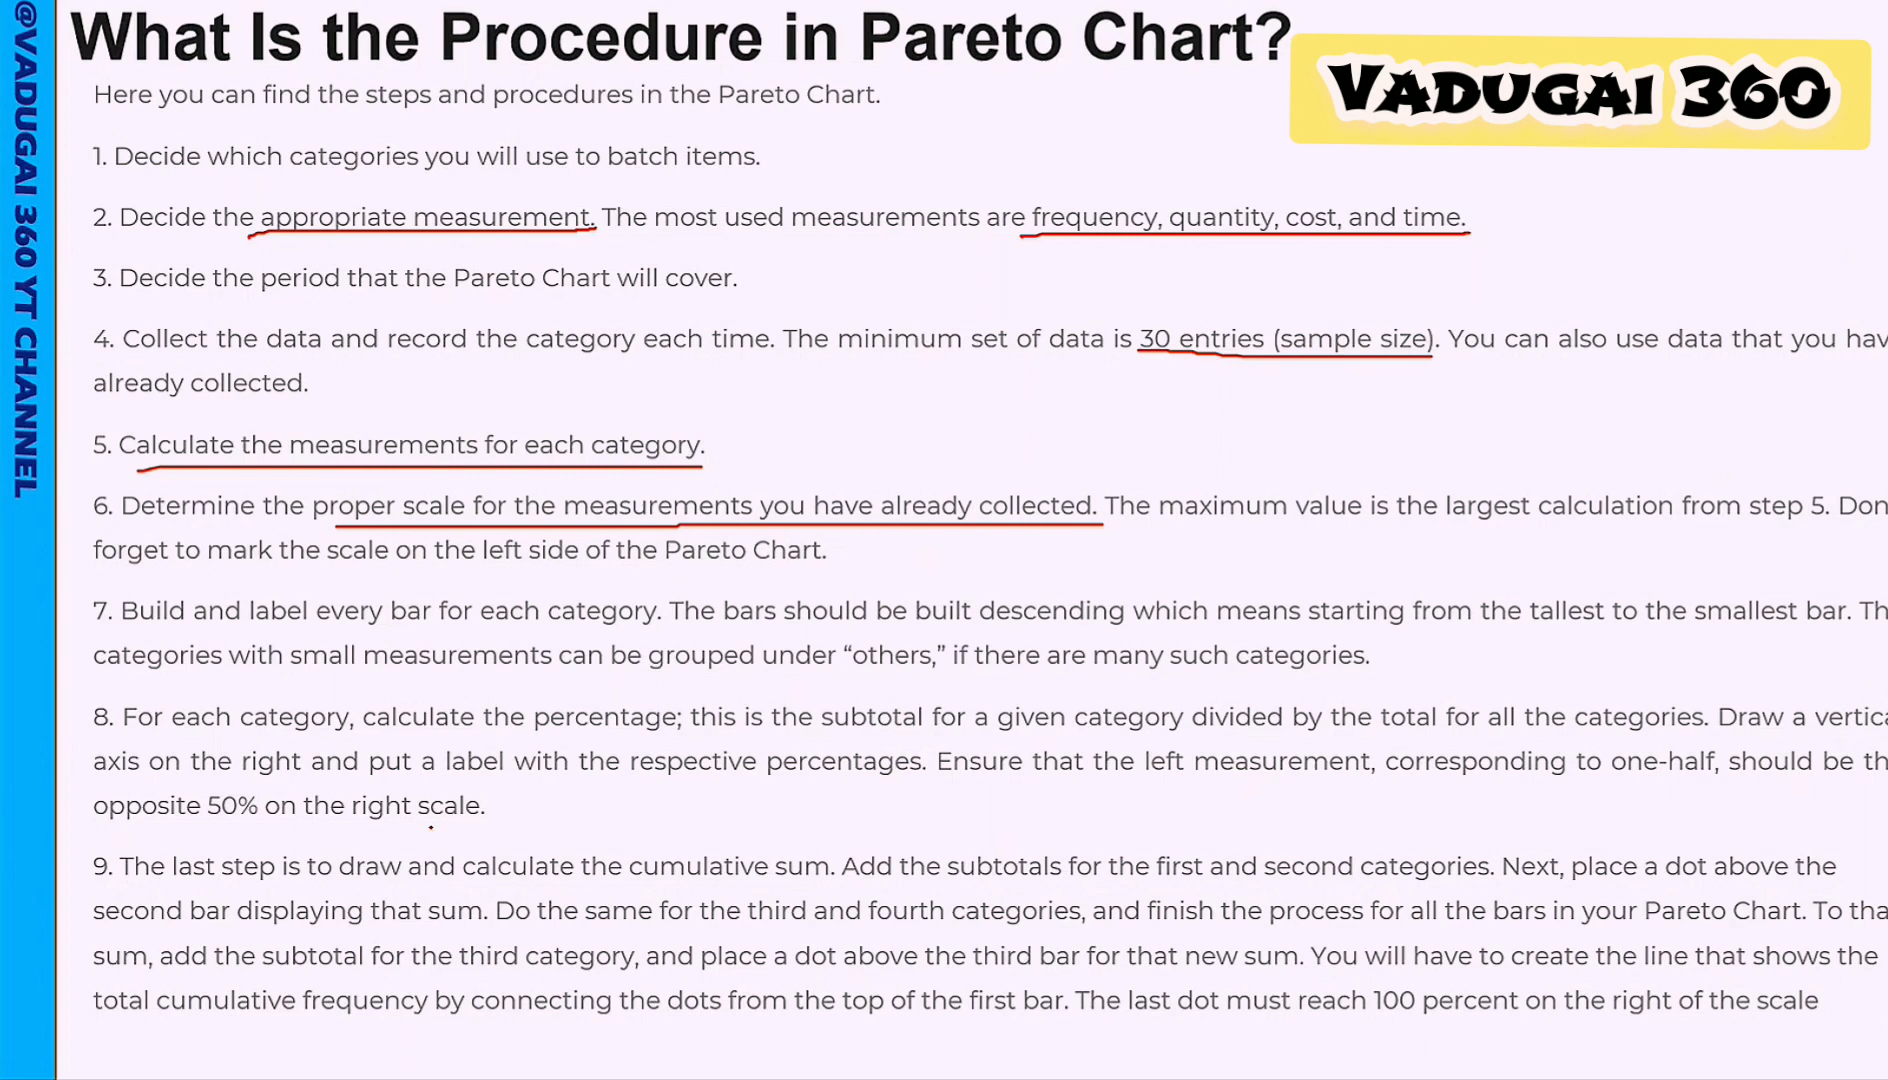 What Is the Procedure in Pareto Chart?
VADUGAI 360
@VADUGAI 360 YT CHANNEL
Here you can find the steps and procedures in the Pareto Chart.
1. Decide which categories you will use to batch items.
2. Decide the appropriate measurement. The most used measurements are frequency, quantity, cost, and time.
3. Decide the period that the Pareto Chart will cover.
4. Collect the data and record the category each time. The minimum set of data is 30 entries (sample size). You can also use data that you hav
already collected.
5. Calculate the measurements for each category.
6. Determine the proper scale for the measurements you have already collected. The maximum value is the largest calculation from step 5. Don
forget to mark the scale on the left side of the Pareto Chart.
7. Build and label every bar for each category. The bars should be built descending which means starting from the tallest to the smallest bar. Th
categories with small measurements can be grouped under “others,” if there are many such categories.
8. For each category, calculate the percentage; this is the subtotal for a given category divided by the total for all the categories. Draw a vertica
axis on the right and put a label with the respective percentages. Ensure that the left measurement, corresponding to one-half, should be th
opposite 50% on the right scale.
9. The last step is to draw and calculate the cumulative sum. Add the subtotals for the first and second categories. Next, place a dot above the
second bar displaying that sum. Do the same for the third and fourth categories, and finish the process for all the bars in your Pareto Chart. To tha
sum, add the subtotal for the third category, and place a dot above the third bar for that new sum. You will have to create the line that shows the
total cumulative frequency by connecting the dots from the top of the first bar. The last dot must reach 100 percent on the right of the scale